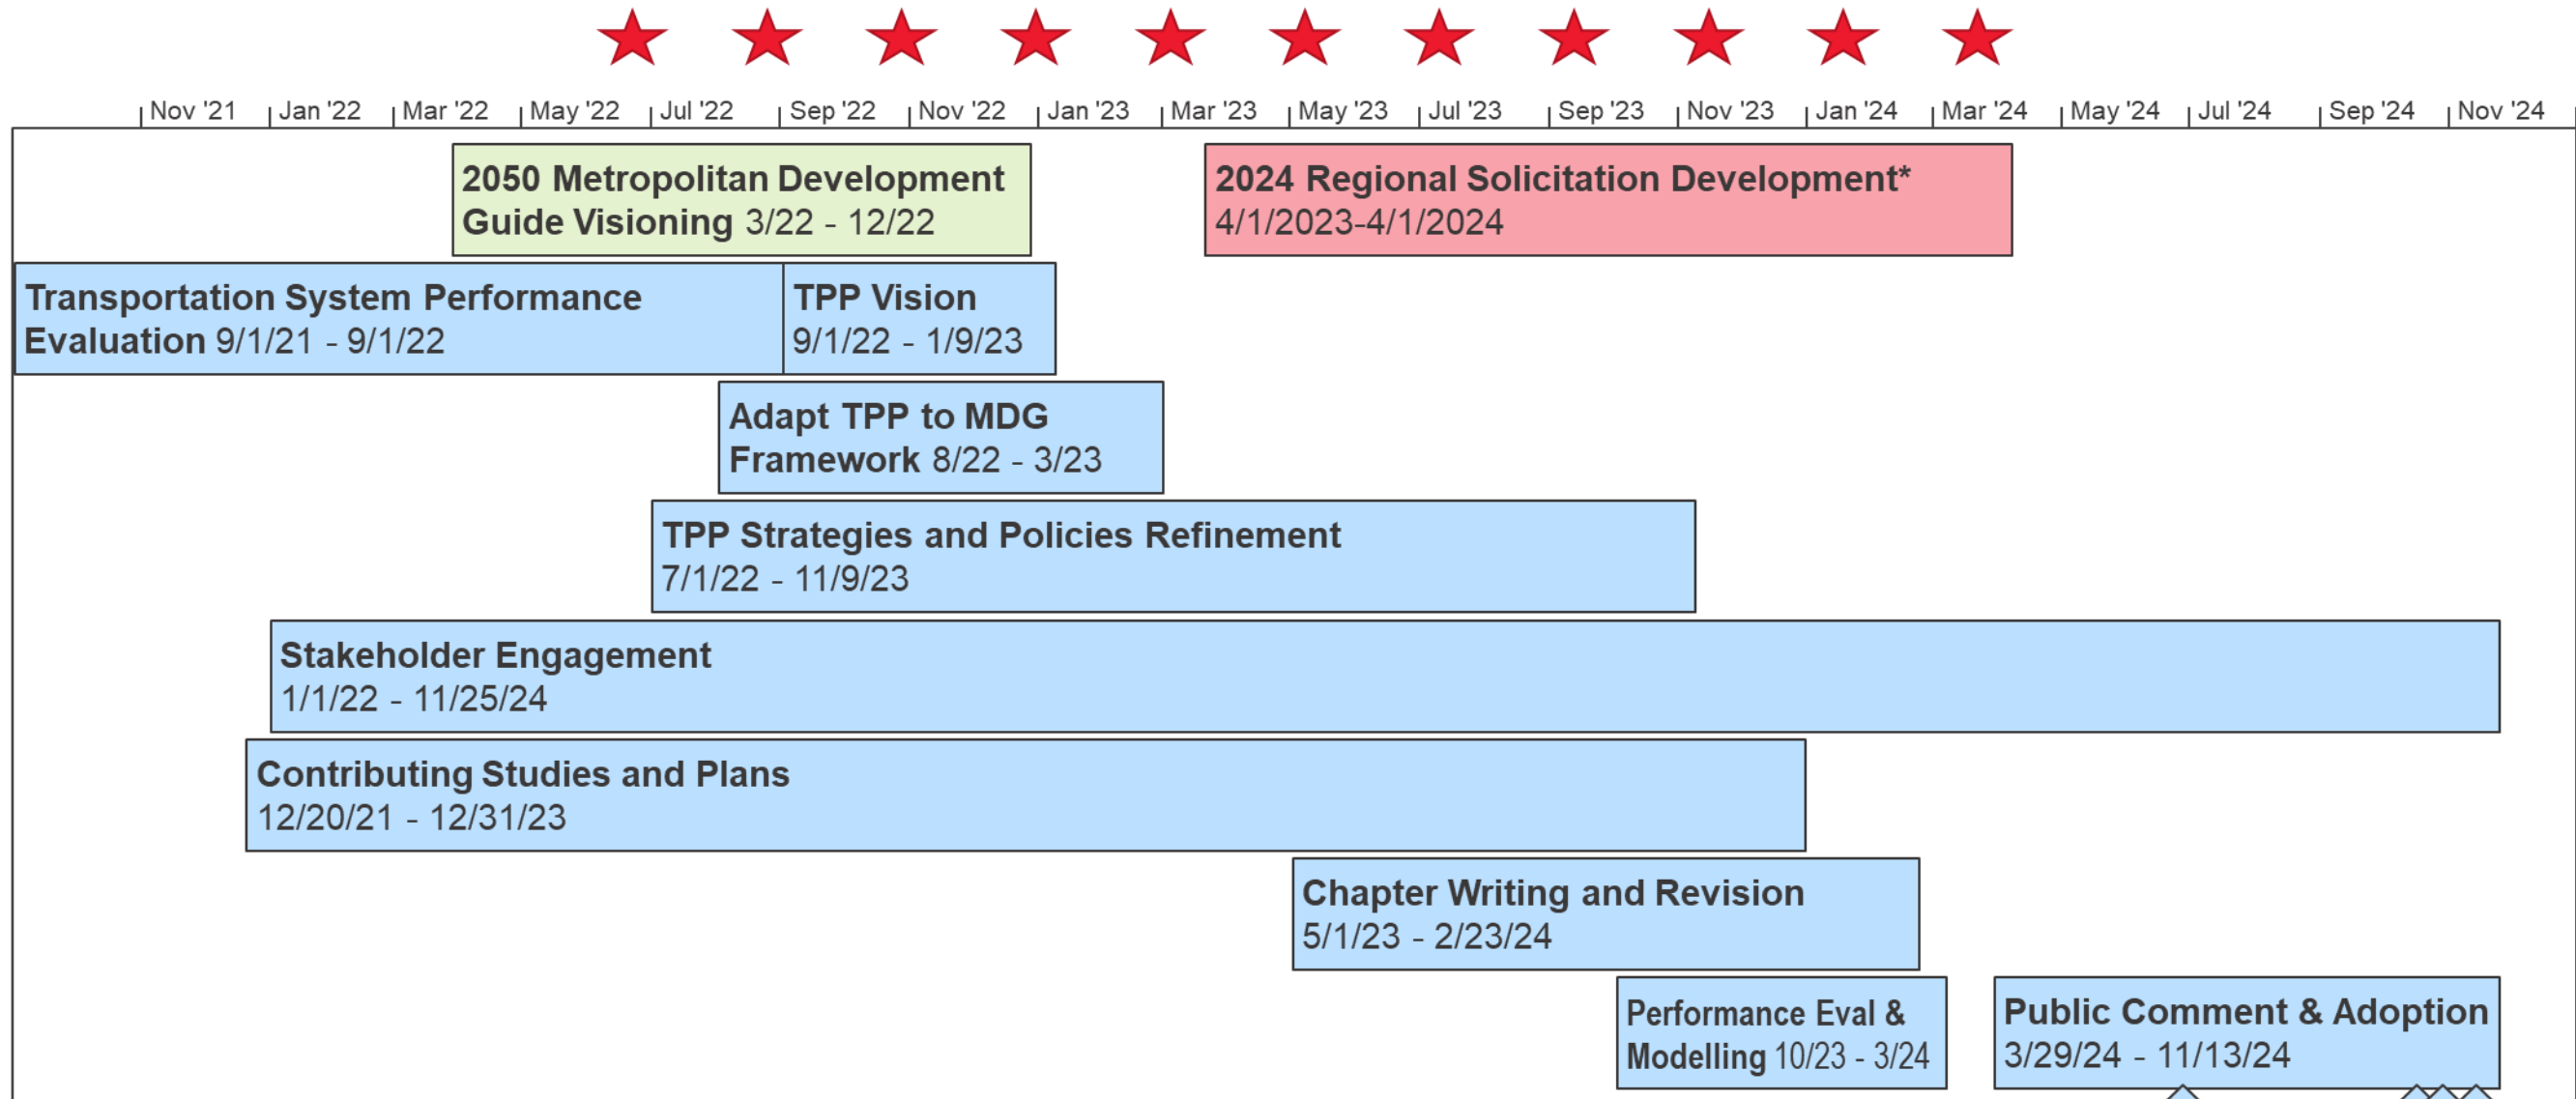 Nov '21 Jan '22 Mar '22 May '22 Jul '22 Sep '22 Nov '22 Jan '23 Mar '23 May '23 Jul '23 Sep '23 Nov '23 Jan '24 Mar '24 May '24 Jul '24 Sep '24 Nov '24
2050 Metropolitan Development
Guide Visioning 3/22 - 12/22
2024 Regional Solicitation Development*
4/1/2023-4/1/2024
Transportation System Performance
Evaluation 9/1/21 - 9/1/22
TPP Vision
9/1/22 - 1/9/23
Adapt TPP to MDG
Framework 8/22 - 3/23
TPP Strategies and Policies Refinement
7/1/22 - 11/9/23
Stakeholder Engagement
1/1/22 - 11/25/24
Contributing Studies and Plans
12/20/21 - 12/31/23
Chapter Writing and Revision
5/1/23 - 2/23/24
Performance Eval &
Modelling 10/23 - 3/24
Public Comment & Adoption
3/29/24 - 11/13/24